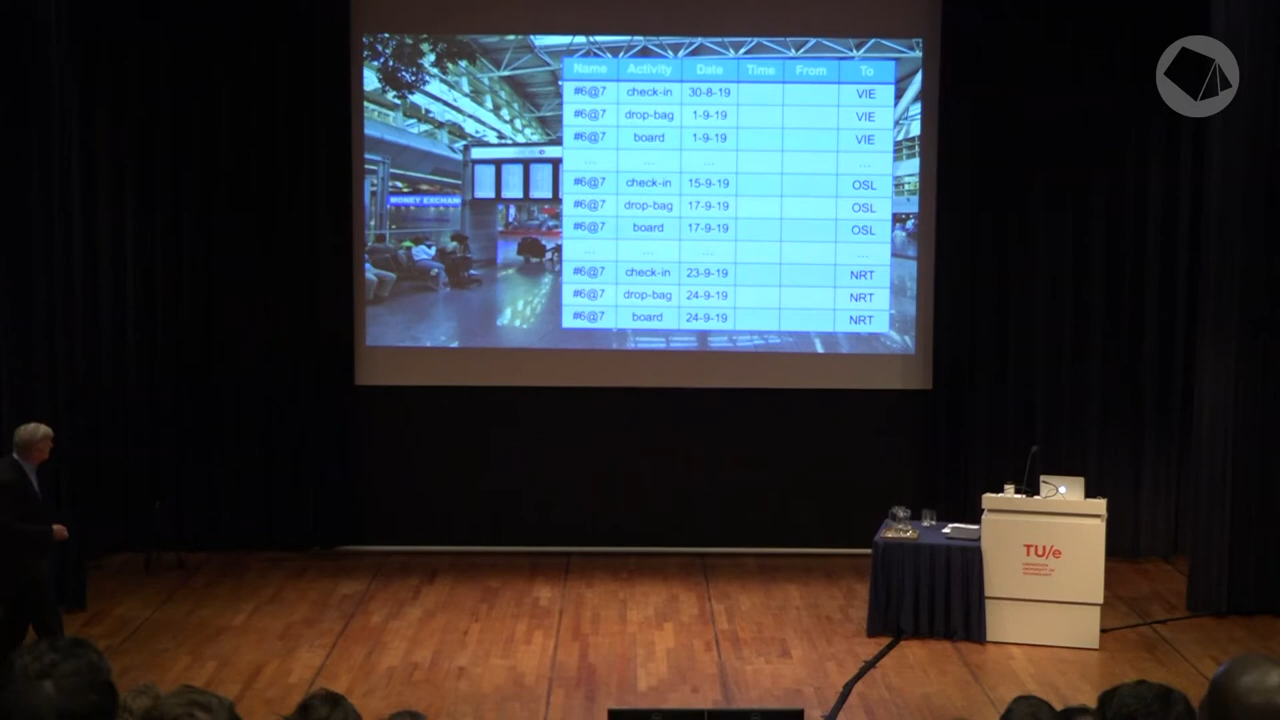 Name Activity Date Time From To
#6@7 check-in 30-8-19 VIE
#6@7 drop-bag 1-9-19 VIE
#6@7 board 1-9-19 VIE
... ... ... ...
#6@7 check-in 15-9-19 OSL
#6@7 drop-bag 17-9-19 OSL
#6@7 board 17-9-19 OSL
... ... ... ...
#6@7 check-in 23-9-19 NRT
#6@7 drop-bag 24-9-19 NRT
#6@7 board 24-9-19 NRT
MONEY EXCHAN
TU/e
UNIVERSITY OF
TECHNOLOGY